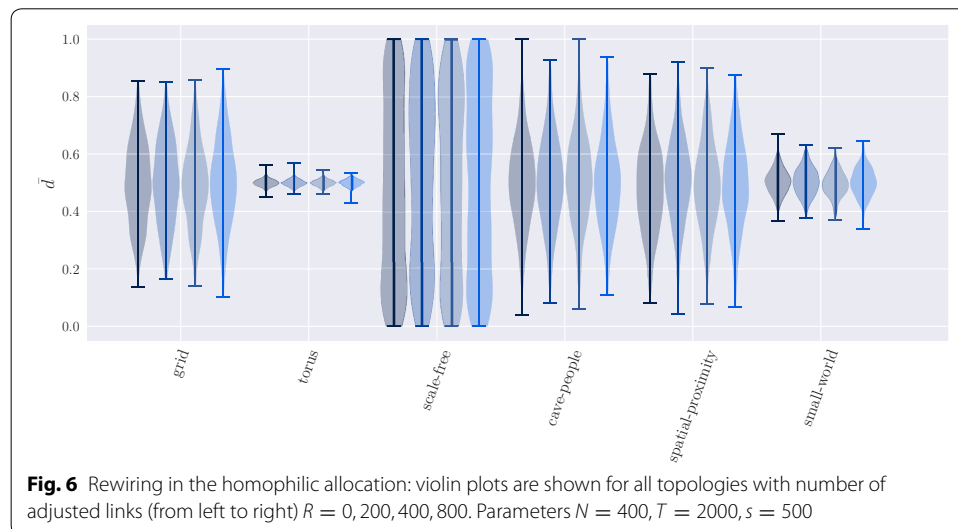 1.0
0.8
0.6
d̄
0.4
0.2
0.0
grid
torus
scale-free
cave-people
spatial-proximity
small-world
Fig. 6 Rewiring in the homophilic allocation: violin plots are shown for all topologies with number of
adjusted links (from left to right) R = 0, 200, 400, 800. Parameters N = 400, T = 2000, s = 500